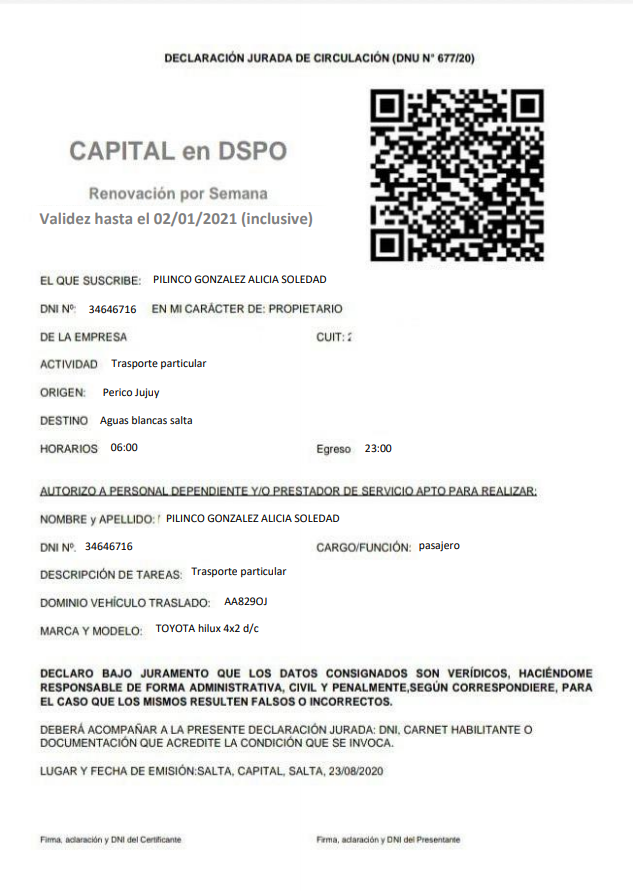 DECLARACIÓN JURADA DE CIRCULACIÓN (DNU N° 677/20)
CAPITAL en DSPO
Renovación por Semana
Validez hasta el 02/01/2021 (inclusive)
EL QUE SUSCRIBE: PILINCO GONZALEZ ALICIA SOLEDAD
DNI Nº: 34646716 EN MI CARÁCTER DE: PROPIETARIO
DE LA EMPRESA CUIT:
ACTIVIDAD Trasporte particular
ORIGEN: Perico Jujuy
DESTINO Aguas blancas salta
HORARIOS 06:00 Egreso 23:00
AUTORIZO A PERSONAL DEPENDIENTE Y/O PRESTADOR DE SERVICIO APTO PARA REALIZAR:
NOMBRE y APELLIDO: PILINCO GONZALEZ ALICIA SOLEDAD
DNI Nº. 34646716 CARGO/FUNCIÓN: pasajero
DESCRIPCIÓN DE TAREAS: Trasporte particular
DOMINIO VEHÍCULO TRASLADO: AA829OJ
MARCA Y MODELO: TOYOTA hilux 4x2 d/c
DECLARO BAJO JURAMENTO QUE LOS DATOS CONSIGNADOS SON VERÍDICOS, HACIÉNDOME
RESPONSABLE DE FORMA ADMINISTRATIVA, CIVIL Y PENALMENTE,SEGÚN CORRESPONDIERE, PARA
EL CASO QUE LOS MISMOS RESULTEN FALSOS O INCORRECTOS.
DEBERÁ ACOMPAÑAR A LA PRESENTE DECLARACIÓN JURADA: DNI, CARNET HABILITANTE O
DOCUMENTACIÓN QUE ACREDITE LA CONDICIÓN QUE SE INVOCA.
LUGAR Y FECHA DE EMISIÓN:SALTA, CAPITAL, SALTA, 23/08/2020
Firma, aclaración y DNI del Certificante Firma, aclaración y DNI del Presentante